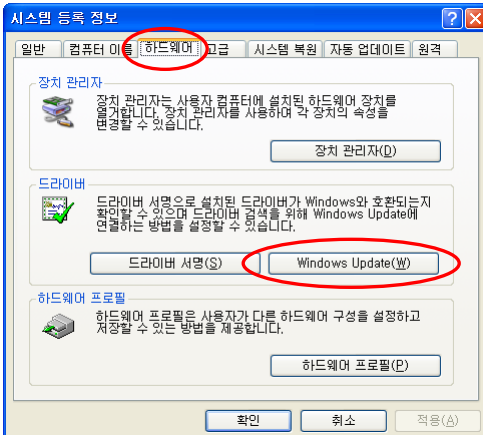 시스템 등록 정보
일반 컴퓨터 이름 하드웨어 고급 시스템 복원 자동 업데이트 원격
장치 관리자
장치 관리자는 사용자 컴퓨터에 설치된 하드웨어 장치를
열거합니다. 장치 관리자를 사용하여 각 장치의 속성을
변경할 수 있습니다.
장치 관리자(D)
드라이버
드라이버 서명으로 설치된 드라이버가 Windows와 호환되는지
확인할 수 있으며 드라이버 검색을 위해 Windows Update에
연결하는 방법을 설정할 수 있습니다.
드라이버 서명(S) Windows Update(W)
하드웨어 프로필
하드웨어 프로필은 사용자가 다른 하드웨어 구성을 설정하고
저장할 수 있는 방법을 제공합니다.
하드웨어 프로필(P)
확인 취소 적용(A)